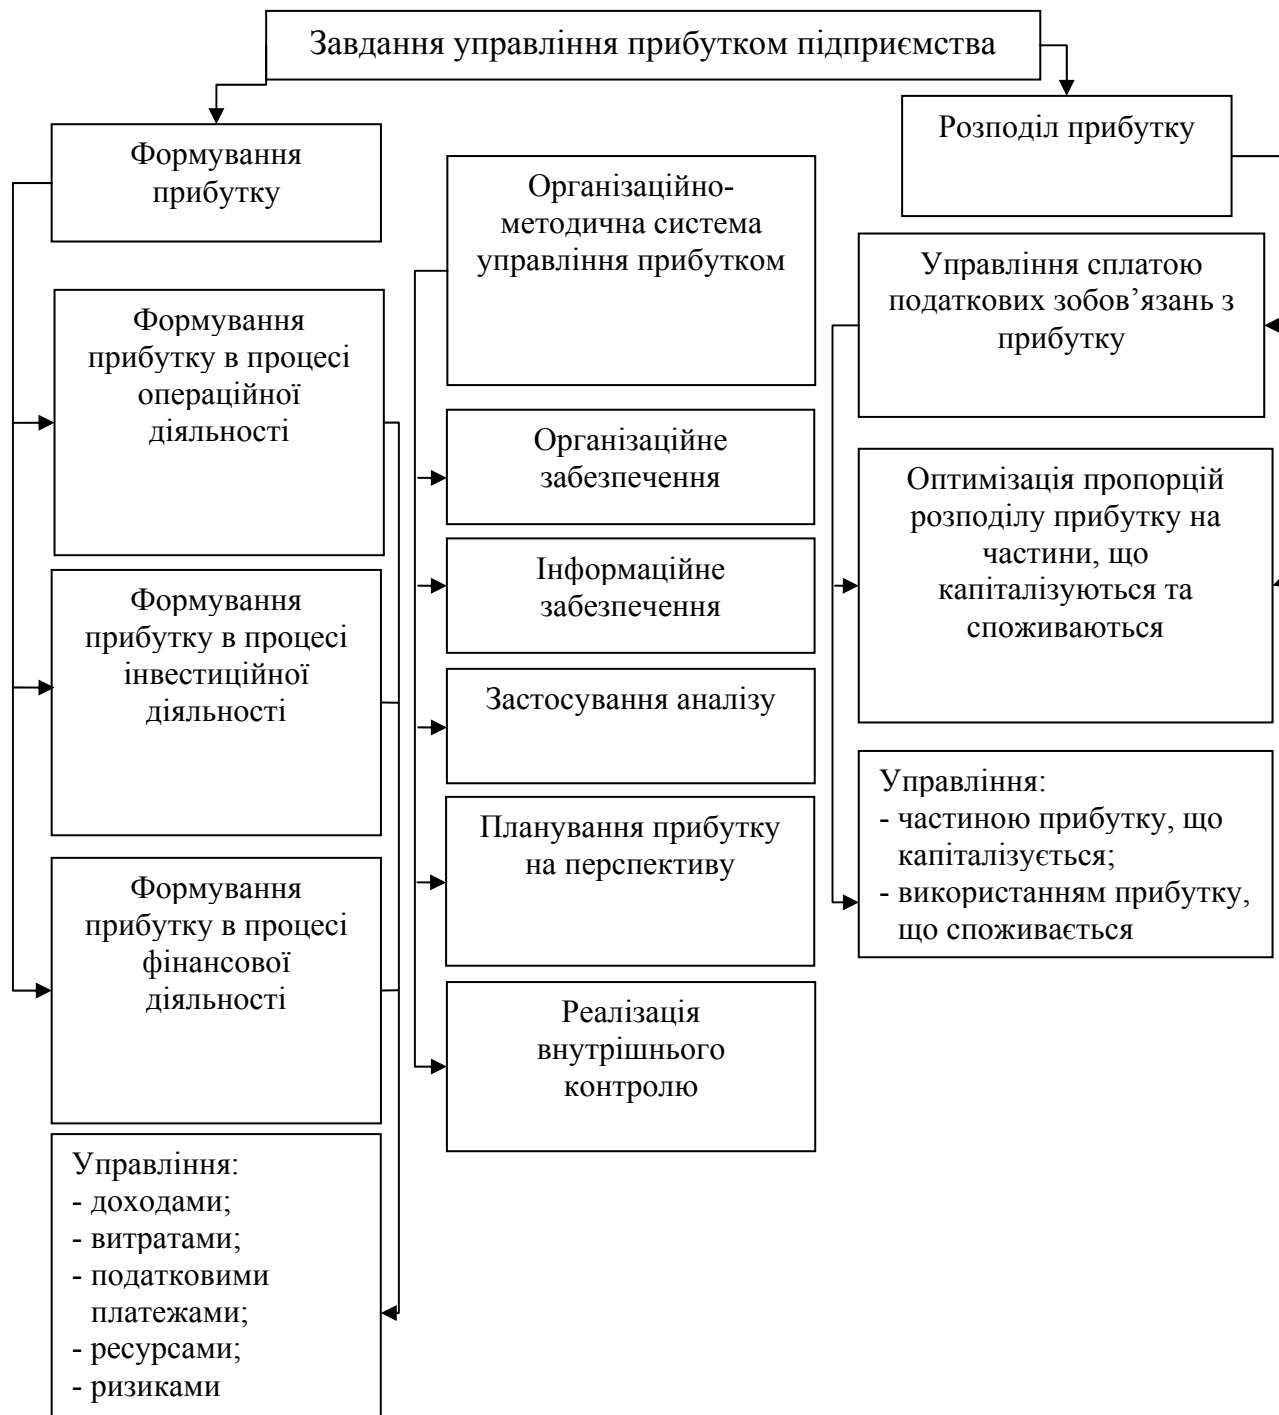 Завдання управління прибутком підприємства
Формування
прибутку
Формування
прибутку в процесі
операційної
діяльності
Формування
прибутку в процесі
інвестиційної
діяльності
Формування
прибутку в процесі
фінансової
діяльності
Управління:
- доходами;
- витратами;
- податковими
платежами;
- ресурсами;
- ризиками
Організаційно-
методична система
управління прибутком
Організаційне
забезпечення
Інформаційне
забезпечення
Застосування аналізу
Планування прибутку
на перспективу
Реалізація
внутрішнього
контролю
Розподіл прибутку
Управління сплатою
податкових зобов’язань з
прибутку
Оптимізація пропорцій
розподілу прибутку на
частини, що
капіталізуються та
споживаються
Управління:
- частиною прибутку, що
капіталізується;
- використанням прибутку,
що споживається